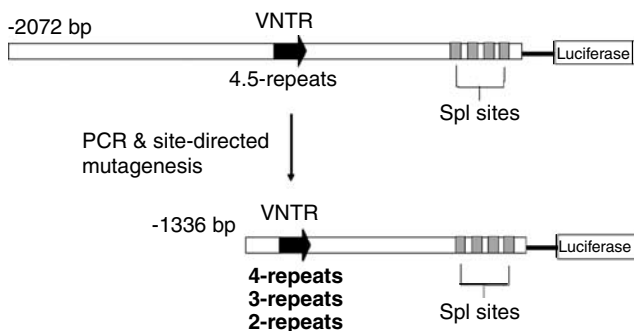 VNTR
-2072 bp
Luciferase
4.5-repeats
Spl sites
PCR & site-directed
mutagenesis
VNTR
-1336 bp
Luciferase
4-repeats
3-repeats
2-repeats
Spl sites